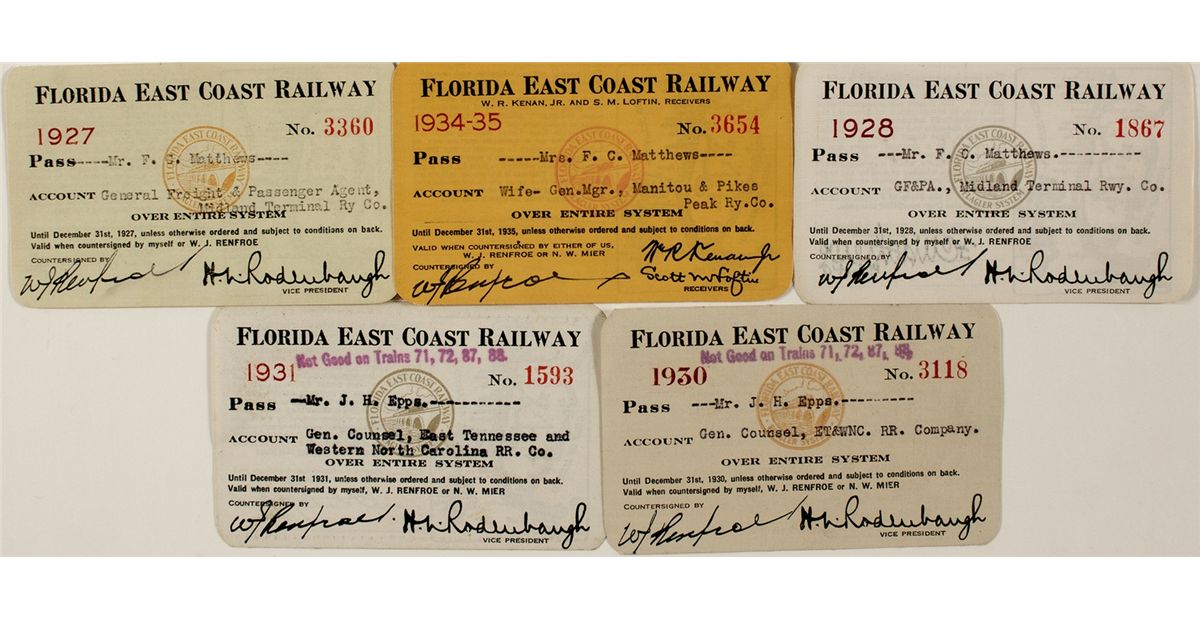 FLORIDA EAST COAST RAILWAY
1927 No. 3360
Pass----Mr. F. C. Matthews----
ACCOUNT General Freight & Passenger Agent,
Midland Terminal Ry Co.
OVER ENTIRE SYSTEM
Until December 31st, 1927, unless otherwise ordered and subject to conditions on back.
Valid when countersigned by myself or W. J. RENFROE
COUNTERSIGNED BY
W J Renfroe H. N. Rodenbaugh
VICE PRESIDENT
FLORIDA EAST COAST RAILWAY
W. R. KENAN, JR. AND S. M. LOFTIN, RECEIVERS
1934-35 No. 3654
Pass -----Mrs. F. C. Matthews----
ACCOUNT Wife- Gen.Mgr., Manitou & Pikes
Peak Ry.Co.
OVER ENTIRE SYSTEM
Until December 31st, 1935, unless otherwise ordered and subject to conditions on back.
VALID WHEN COUNTERSIGNED BY EITHER OF US,
W. J. RENFROE OR N. W. MIER
COUNTERSIGNED BY
W J Renfroe
W R Kenan Jr
Scott M Loftin
RECEIVERS
FLORIDA EAST COAST RAILWAY
1928 No. 1867
Pass ---Mr. F. C. Matthews.----------
ACCOUNT GF&PA., Midland Terminal Rwy. Co.
OVER ENTIRE SYSTEM
Until December 31st, 1928, unless otherwise ordered and subject to conditions on back.
Valid when countersigned by myself or W. J. RENFROE
COUNTERSIGNED BY
W J Renfroe H. N. Rodenbaugh
VICE PRESIDENT
FLORIDA EAST COAST RAILWAY
Not Good on Trains 71, 72, 87, 88.
1931 No. 1593
Pass ---Mr. J. H. Epps.------------
ACCOUNT Gen. Counsel, East Tennessee and
Western North Carolina RR. Co.
OVER ENTIRE SYSTEM
Until December 31st 1931, unless otherwise ordered and subject to conditions on back.
Valid when countersigned by myself, W. J. RENFROE or N. W. MIER
COUNTERSIGNED BY
W J Renfroe. H. N. Rodenbaugh
VICE PRESIDENT
FLORIDA EAST COAST RAILWAY
Not Good on Trains 71, 72, 87, 88,
1930 No. 3118
Pass ---Mr. J. H. Epps.---------
ACCOUNT Gen. Counsel, ET&WNC. RR. Company.
OVER ENTIRE SYSTEM
Until December 31st, 1930, unless otherwise ordered and subject to conditions on back.
Valid when countersigned by myself, W. J. RENFROE or N. W. MIER
COUNTERSIGNED BY
W J Renfroe H. N. Rodenbaugh
VICE PRESIDENT